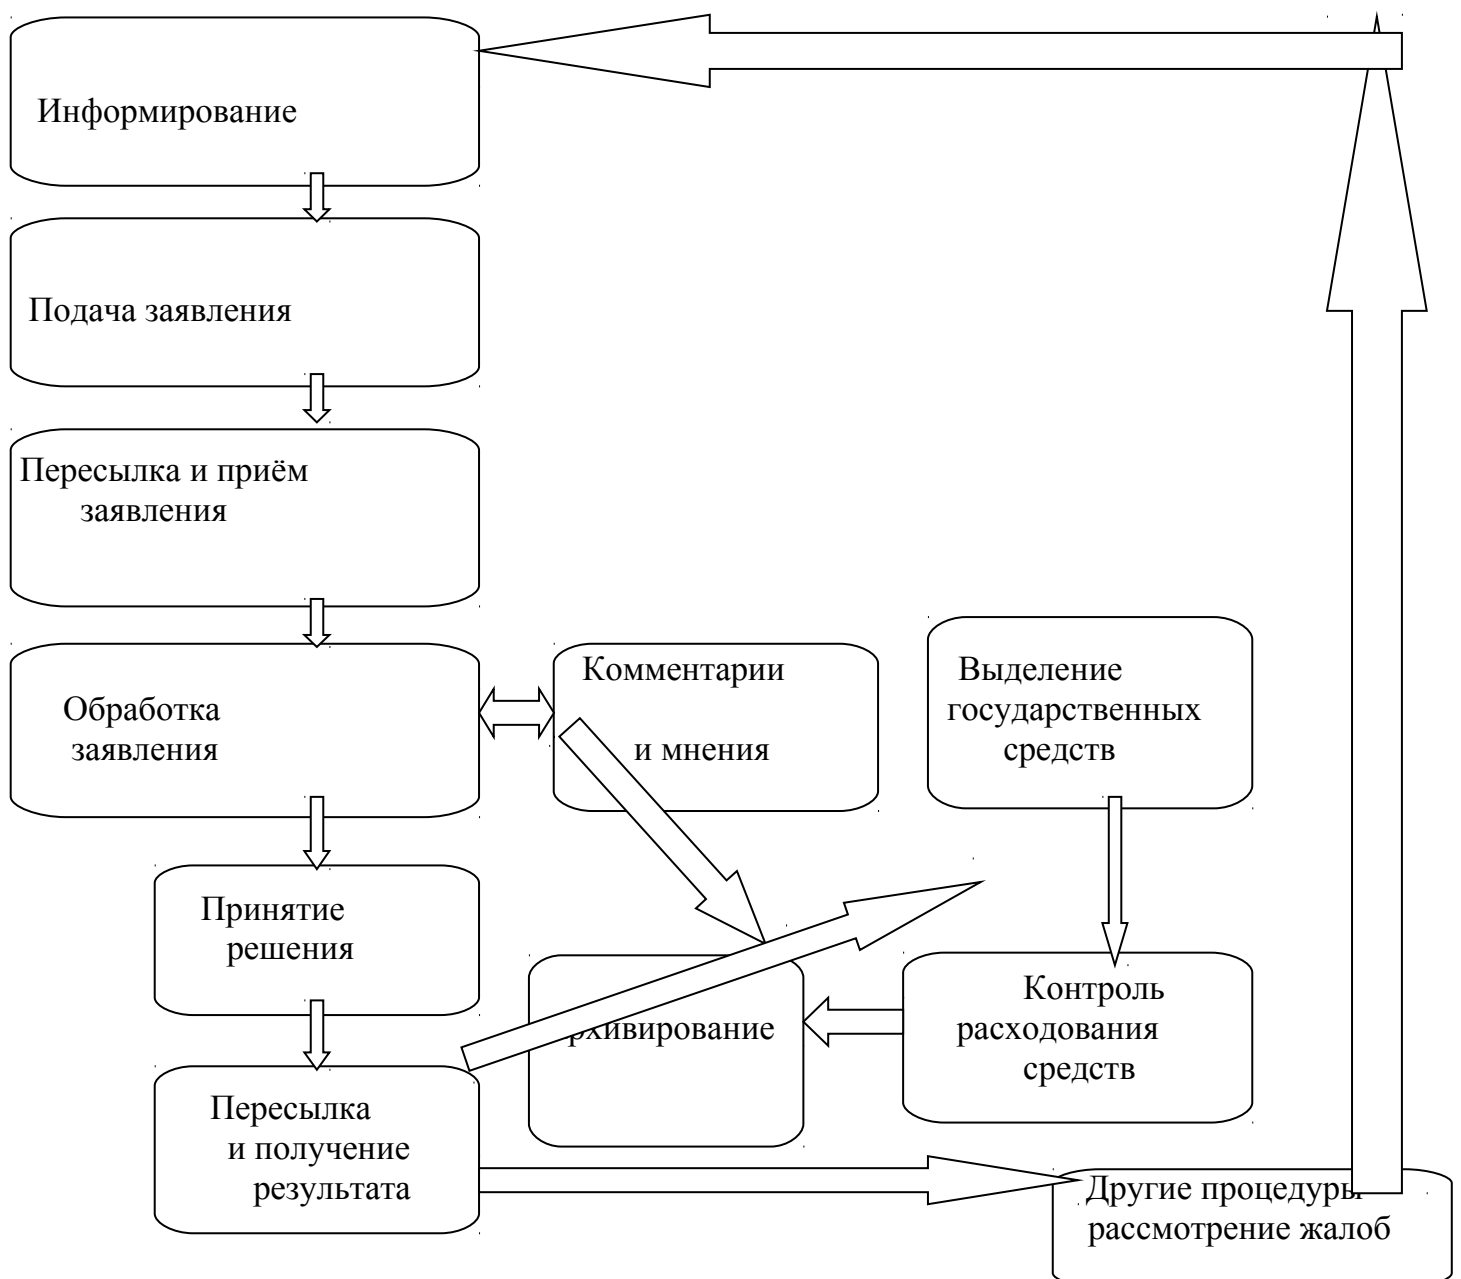 Информирование
Подача заявления
Пересылка и приём
заявления
Обработка
заявления
Комментарии
и мнения
Выделение
государственных
средств
Принятие
решения
рхивирование
Контроль
расходования
средств
Пересылка
и получение
результата
Другие процедуры
рассмотрение жалоб